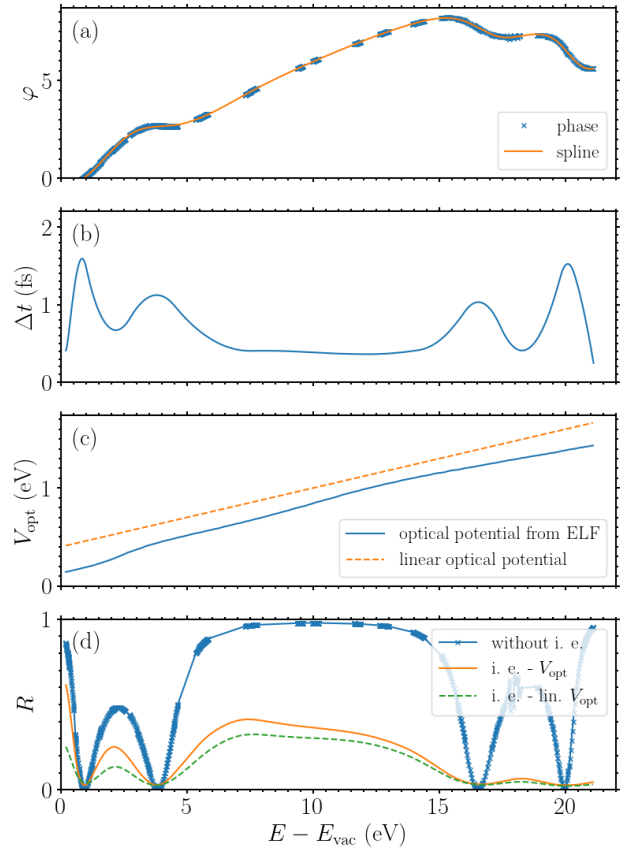 (a)
5
0
φ
phase
spline
(b)
2
1
0
Δt (fs)
(c)
1
0
V_opt (eV)
optical potential from ELF
linear optical potential
(d)
1
0
R
without i. e.
i. e. - V_opt
i. e. - lin. V_opt
0 5 10 15 20
E − E_vac (eV)